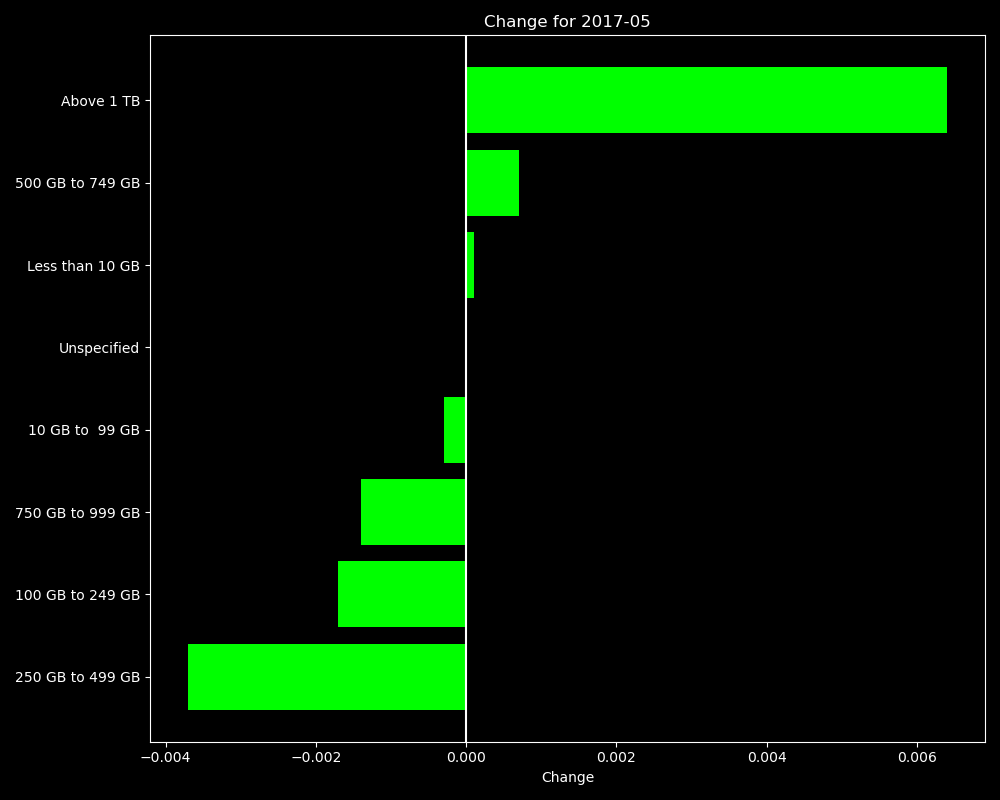 Change for 2017-05
Above 1 TB
500 GB to 749 GB
Less than 10 GB
Unspecified
10 GB to  99 GB
750 GB to 999 GB
100 GB to 249 GB
250 GB to 499 GB
−0.004 −0.002 0.000 0.002 0.004 0.006
Change